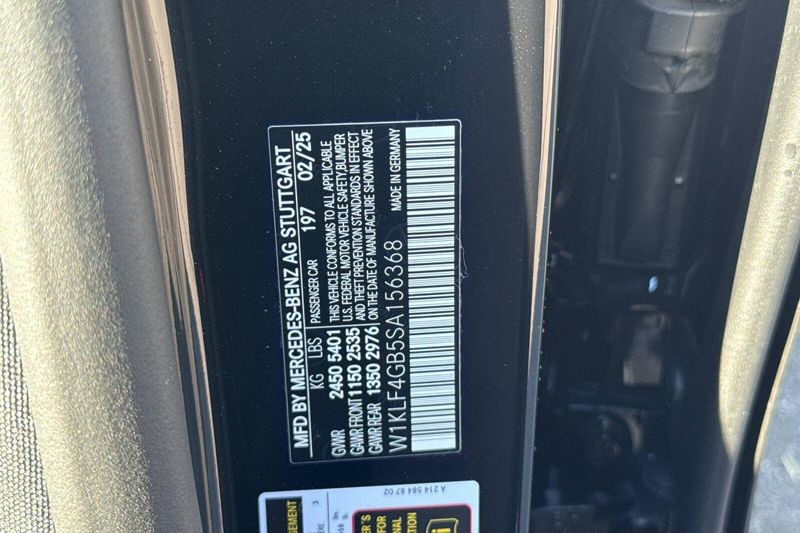 MFD BY MERCEDES-BENZ AG STUTTGART
KG LBS PASSENGER CAR 197 02/25
GVWR 2450 5401 THIS VEHICLE CONFORMS TO ALL APPLICABLE
U.S. FEDERAL MOTOR VEHICLE SAFETY,BUMPER
GAWR FRONT 1150 2535 AND THEFT PREVENTION STANDARDS IN EFFECT
GAWR REAR 1350 2976 ON THE DATE OF MANUFACTURE SHOWN ABOVE
W1KLF4GB5SA156368 MADE IN GERMANY
A 214 584 87 02